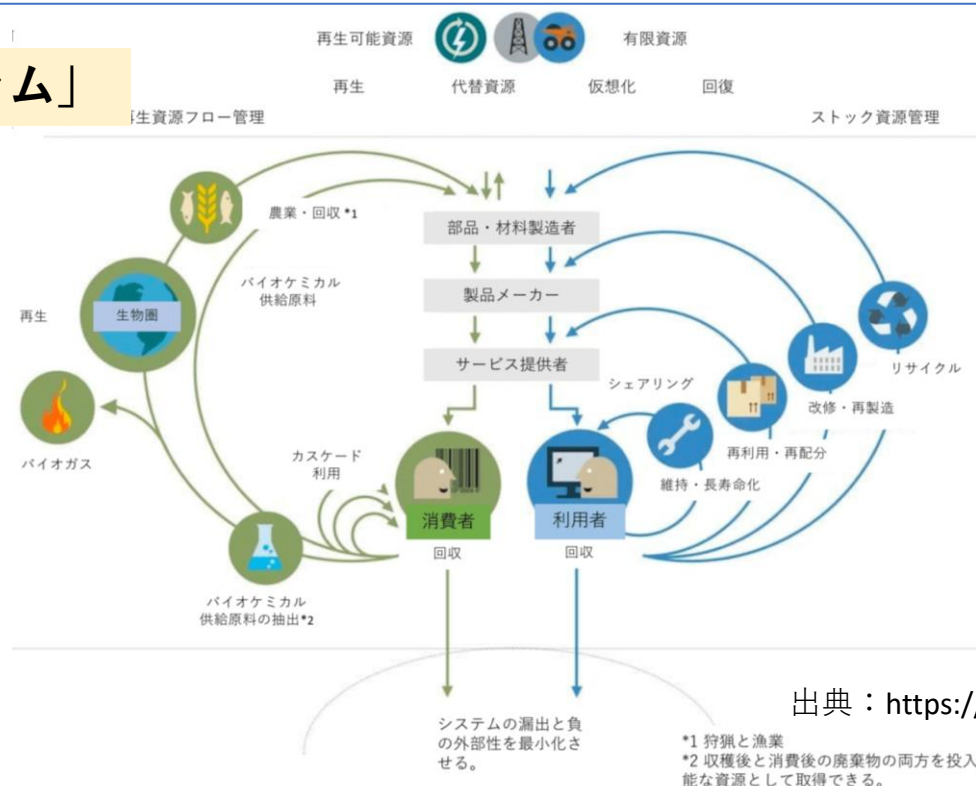 再生可能資源
有限資源
ム」
再生
代替資源
仮想化
回復
生資源フロー管理
ストック資源管理
農業・回収 *1
部品・材料製造者
バイオケミカル
供給原料
製品メーカー
再生
生物圏
サービス提供者
リサイクル
シェアリング
改修・再製造
再利用・再配分
バイオガス
カスケード
利用
維持・長寿命化
消費者
利用者
回収
回収
バイオケミカル
供給原料の抽出*2
出典：https:/
システムの漏出と負
の外部性を最小化さ
せる。
*1 狩猟と漁業
*2 収穫後と消費後の廃棄物の両方を投入
能な資源として取得できる。